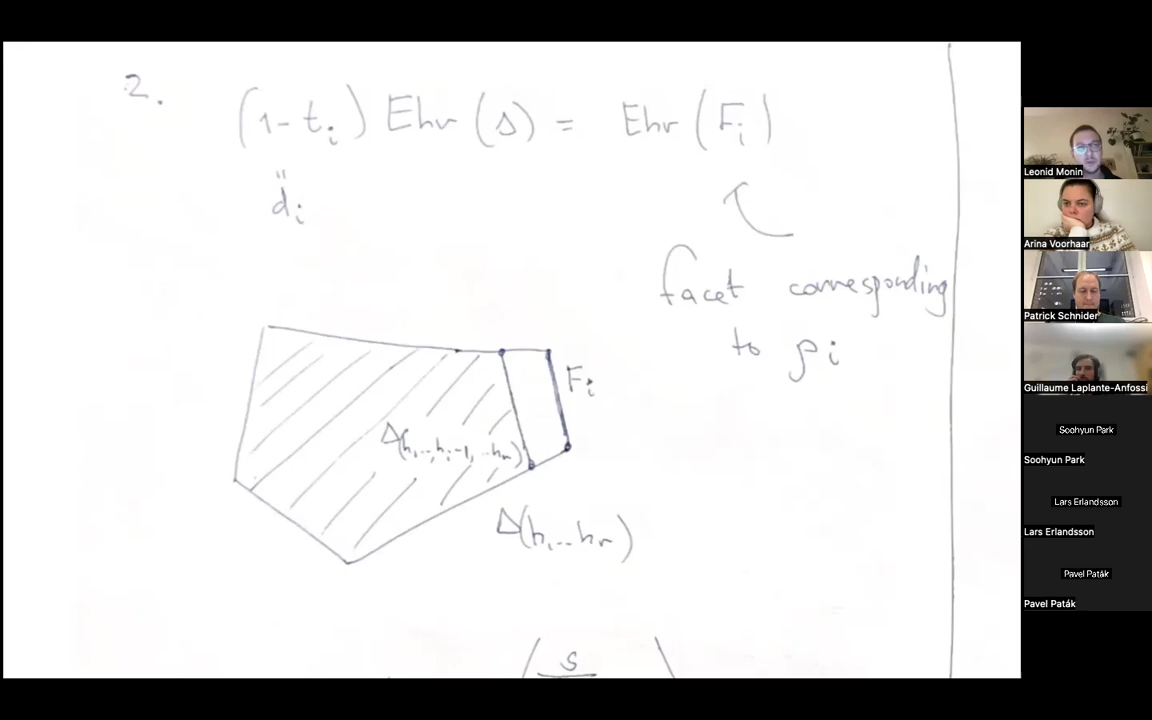 2.
(1-t_i) Ehr (Δ) = Ehr (F_i)
"
d_i
facet corresponding
to ρ_i
F_i
Δ(h_1...h_i-1,...h_n)
Δ(h_1...h_r)
s
Leonid Monin
Arina Voorhaar
Patrick Schnider
Guillaume Laplante-Anfossi
Soohyun Park
Soohyun Park
Lars Erlandsson
Lars Erlandsson
Pavel Paták
Pavel Paták